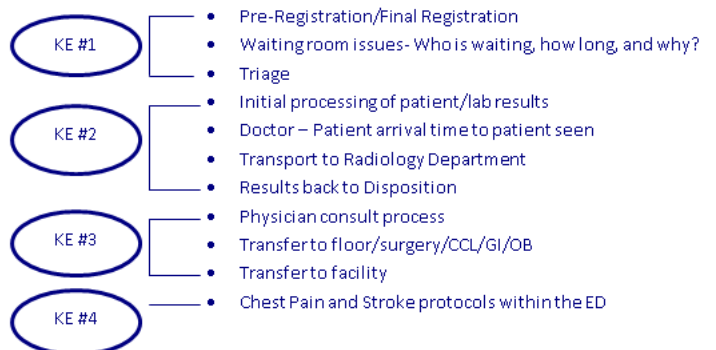 KE #1
• Pre-Registration/Final Registration
• Waiting room issues- Who is waiting, how long, and why?
• Triage
KE #2
• Initial processing of patient/lab results
• Doctor – Patient arrival time to patient seen
• Transport to Radiology Department
• Results back to Disposition
KE #3
• Physician consult process
• Transfer to floor/surgery/CCL/GI/OB
• Transfer to facility
KE #4
• Chest Pain and Stroke protocols within the ED